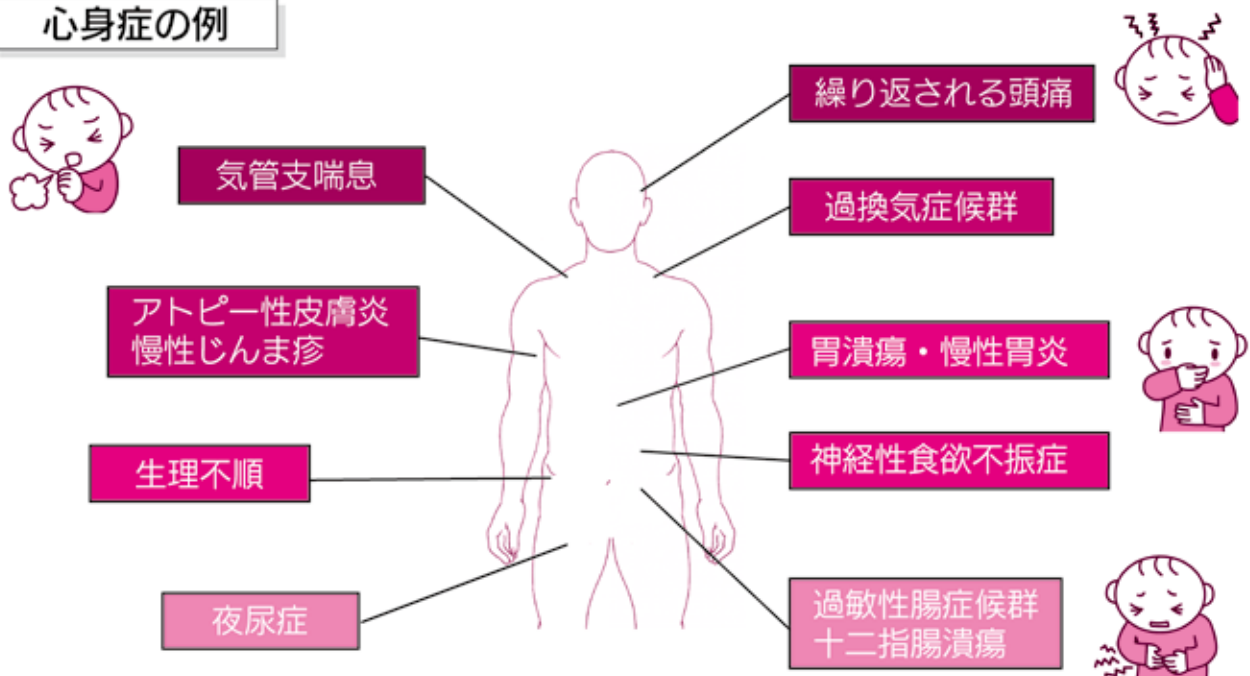 心身症の例
繰り返される頭痛
気管支喘息
過換気症候群
アトピー性皮膚炎
慢性じんま疹
胃潰瘍・慢性胃炎
生理不順
神経性食欲不振症
夜尿症
過敏性腸症候群
十二指腸潰瘍